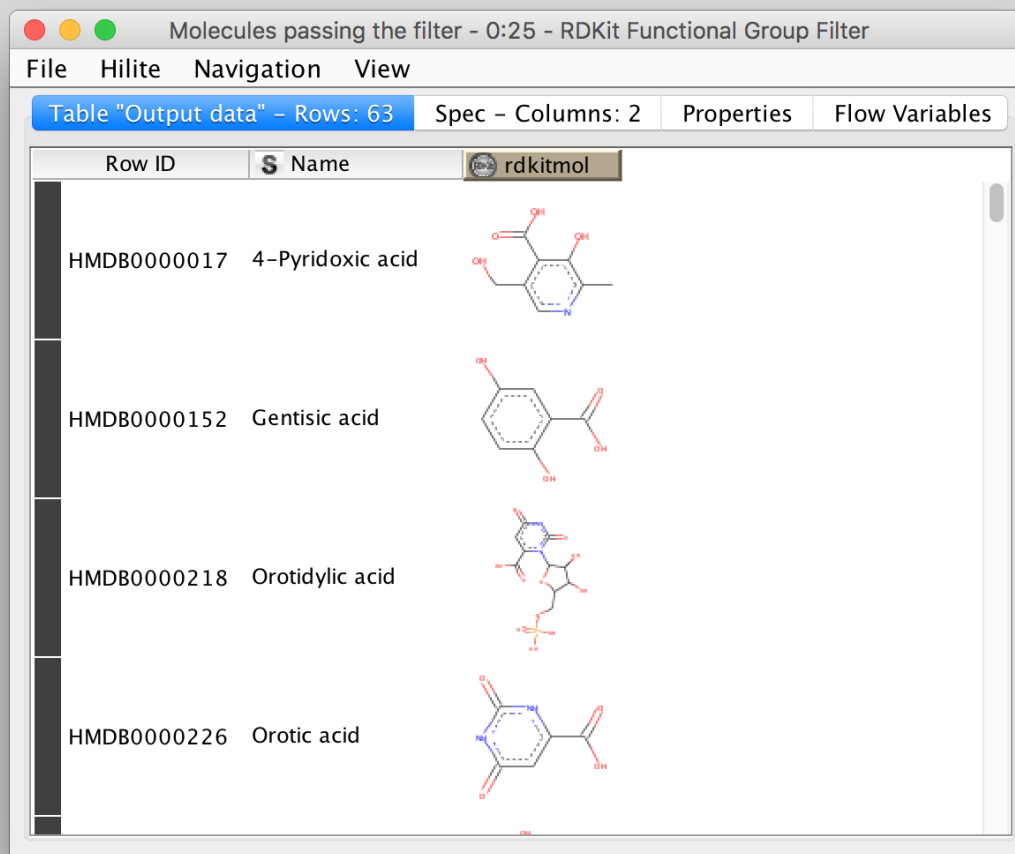 Molecules passing the filter - 0:25 - RDKit Functional Group Filter
File Hilite Navigation View
Table "Output data" - Rows: 63 Spec - Columns: 2 Properties Flow Variables
Row ID S Name rdkitmol
OH
O OH
HMDB0000017 4-Pyridoxic acid OH
N
OH
O
HMDB0000152 Gentisic acid
OH
OH
HMDB0000218 Orotidylic acid
O
NH O
HMDB0000226 Orotic acid NH
OH
O
OH